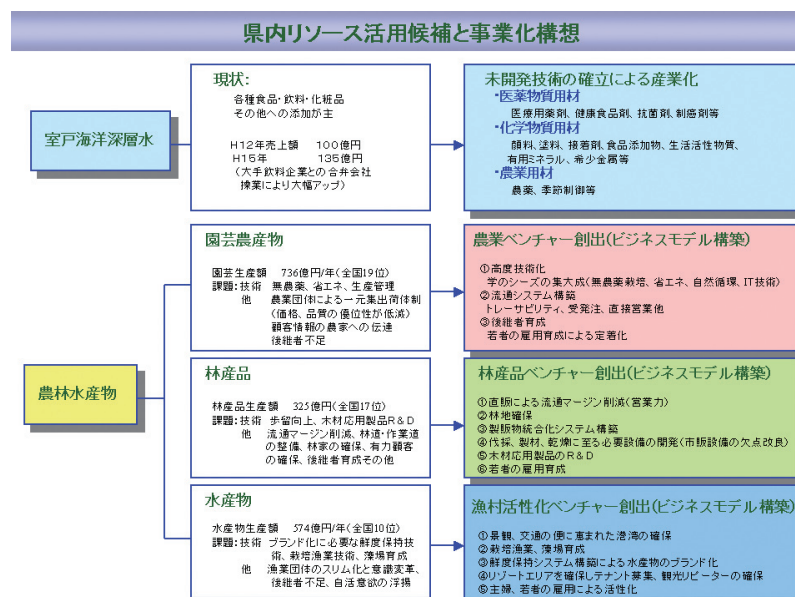 県内リソース活用候補と事業化構想
室戸海洋深層水
現状:
各種食品・飲料・化粧品
その他への添加が主
H12年売上額 100億円
H15年 135億円
(大手飲料企業との合弁会社
操業により大幅アップ)
未開発技術の確立による産業化
・医薬物質用材
医療用薬剤、健康食品剤、抗菌剤、制癌剤等
・化学物質用材
顔料、塗料、接着剤、食品添加物、生活活性物質、
有用ミネラル、希少金属等
・農業用材
農薬、季節制御等
農林水産物
園芸農産物
園芸生産額 736億円/年(全国19位)
課題:技術 無農薬、省エネ、生産管理
他 農業団体による一元集出荷体制
(価格、品質の優位性が低減)
顧客情報の農家への伝達
後継者不足
農業ベンチャー創出(ビジネスモデル構築)
①高度技術化
学のシーズの集大成(無農薬栽培、省エネ、自然循環、IT技術)
②流通システム構築
トレーサビリティ、受発注、直接営業他
③後継者育成
若者の雇用育成による定着化
林産品
林産品生産額 325億円(全国17位)
課題:技術 歩留向上、木材応用製品R&D
他 流通マージン削減、林道・作業道
の整備、林家の確保、有力顧客
の確保、後継者育成その他
林産品ベンチャー創出(ビジネスモデル構築)
①直販による流通マージン削減(営業力)
②林地確保
③製販物統合化システム構築
④伐採、製材、乾燥に至る必要設備の開発(市販設備の欠点改良)
⑤木材応用製品のR&D
⑥若者の雇用育成
水産物
水産物生産額 574億円/年(全国10位)
課題:技術 ブランド化に必要な鮮度保持技
術、栽培漁業技術、藻場育成
他 漁業団体のスリム化と意識変革、
後継者不足、自活意欲の浮揚
漁村活性化ベンチャー創出(ビジネスモデル構築)
①景観、交通の便に恵まれた澄湾の確保
②栽培漁業、藻場育成
③鮮度保持システム構築による水産物のブランド化
④リゾートエリアを確保しテナント募集、観光リピーターの確保
⑤主婦、若者の雇用による活性化